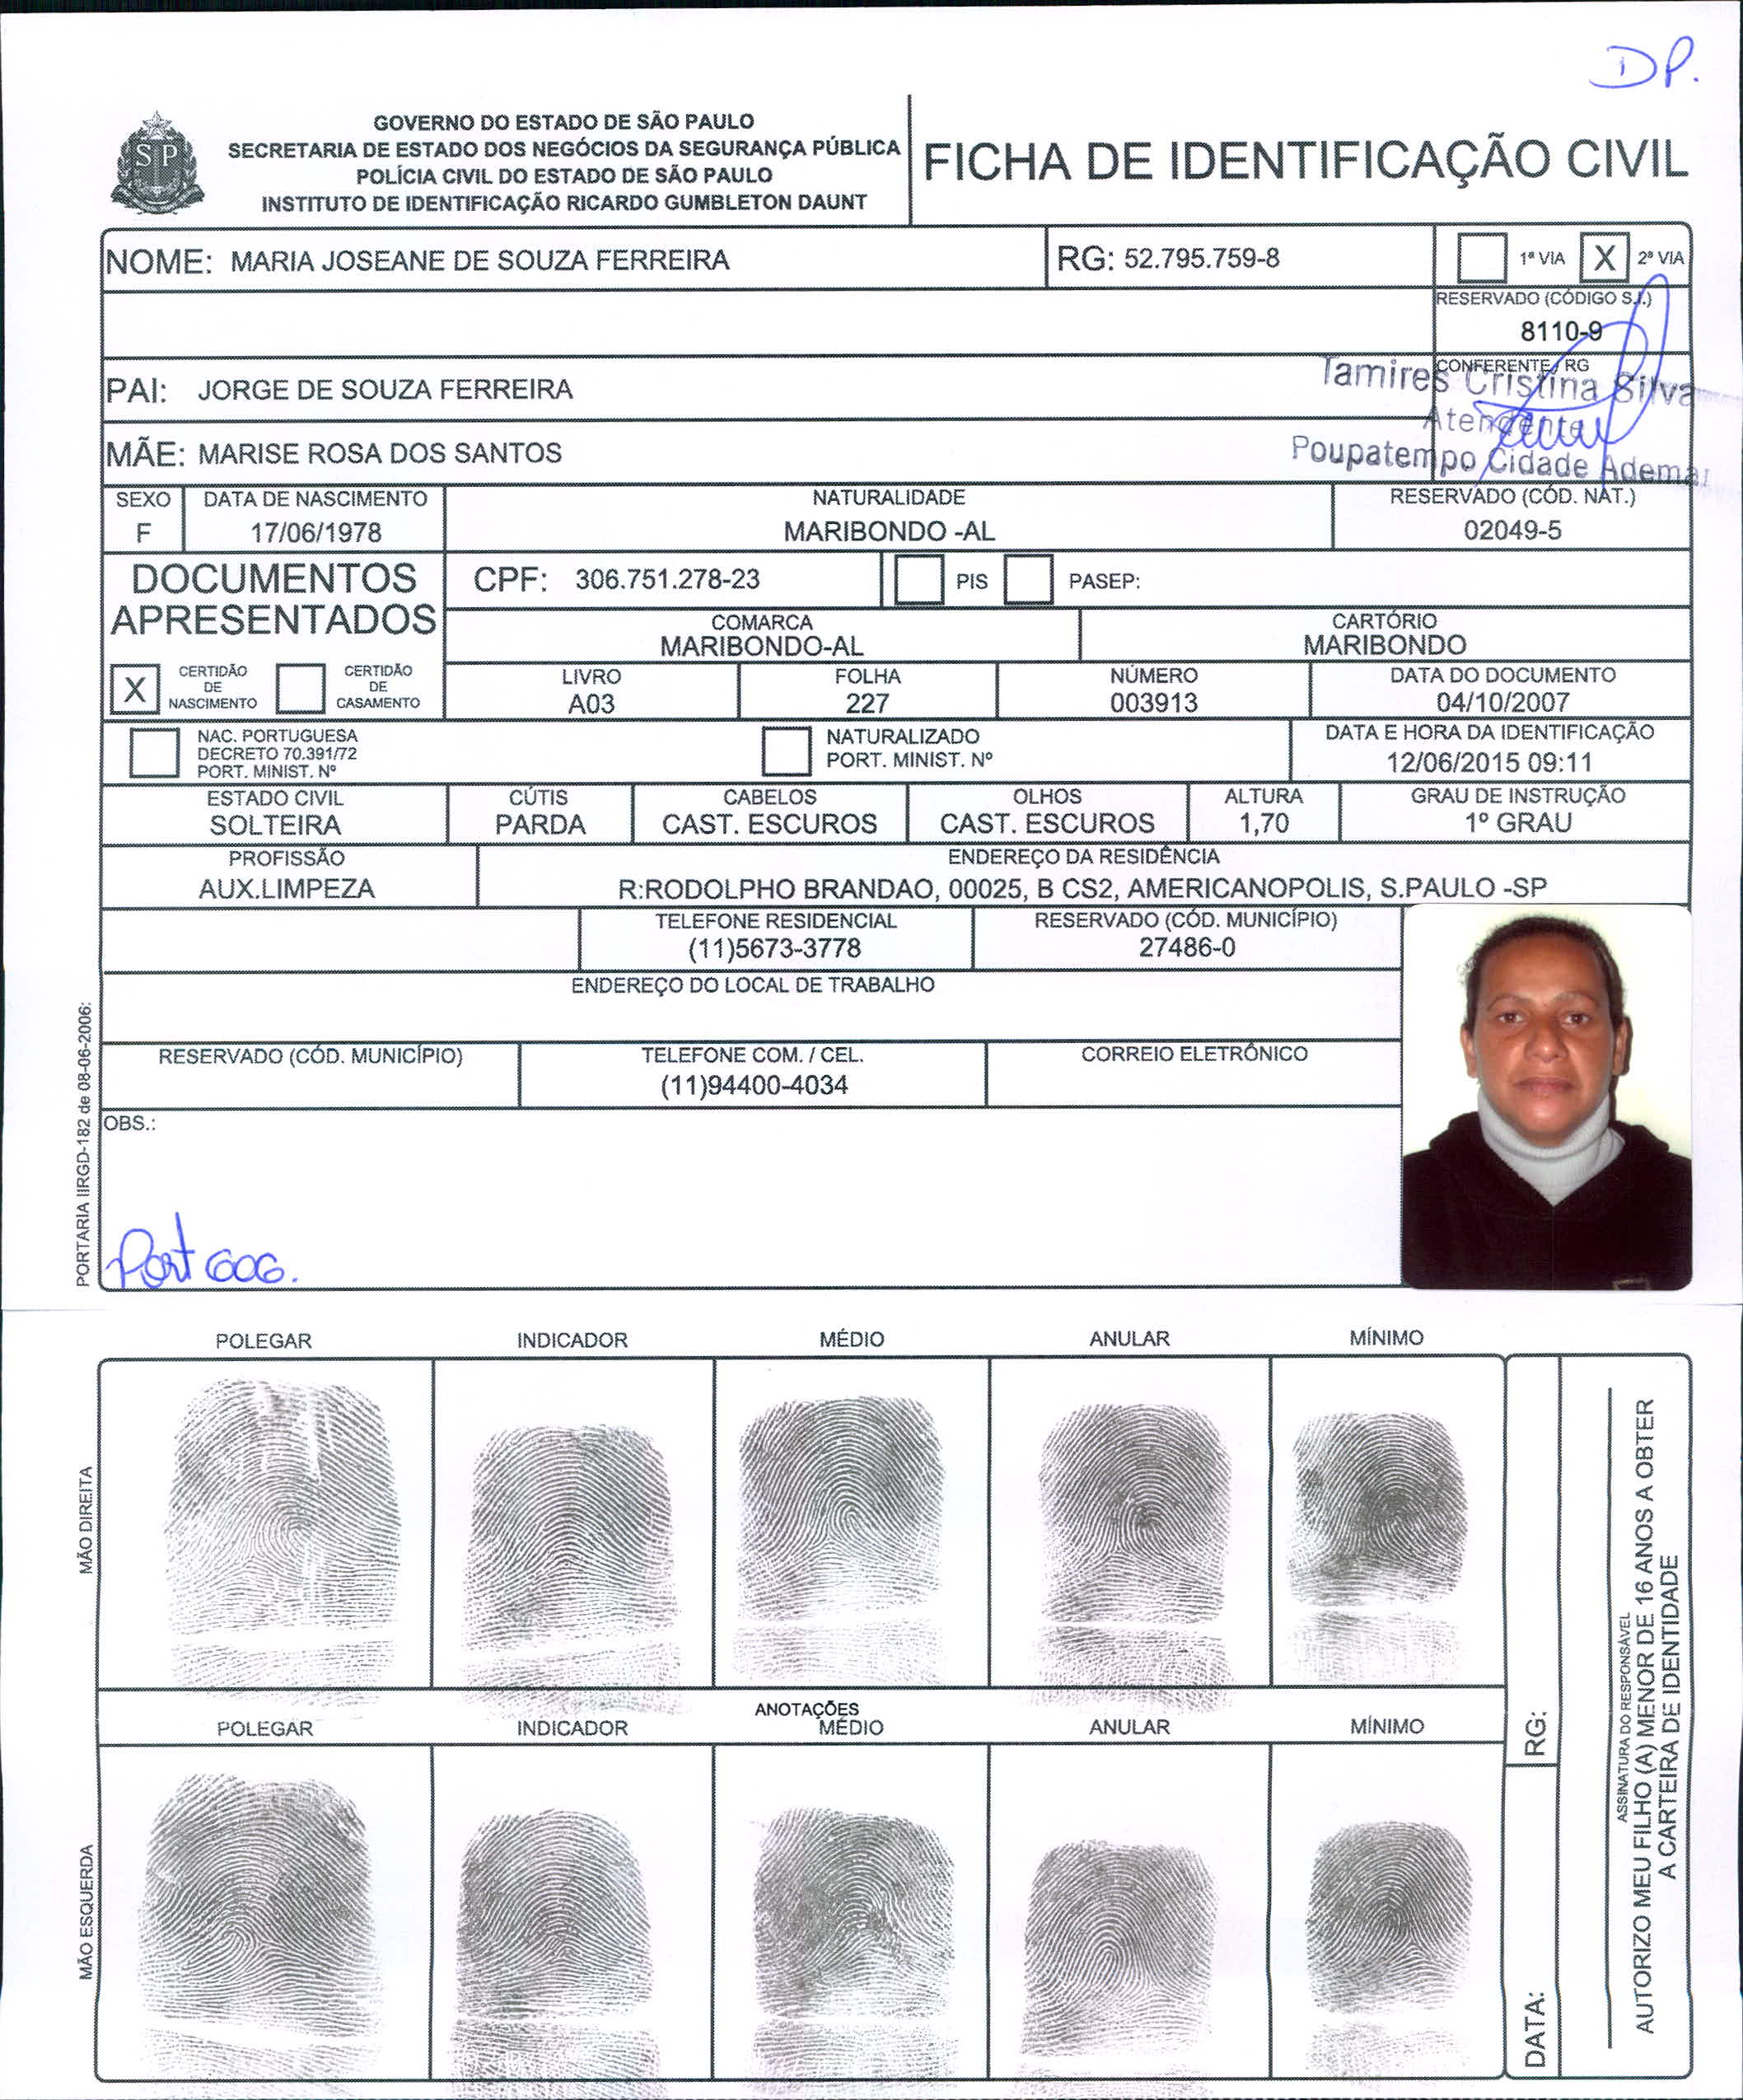 DP.
GOVERNO DO ESTADO DE SÃO PAULO
SECRETARIA DE ESTADO DOS NEGÓCIOS DA SEGURANÇA PÚBLICA
POLÍCIA CIVIL DO ESTADO DE SÃO PAULO
INSTITUTO DE IDENTIFICAÇÃO RICARDO GUMBLETON DAUNT
SP
FICHA DE IDENTIFICAÇÃO CIVIL
NOME: MARIA JOSEANE DE SOUZA FERREIRA
RG: 52.795.759-8
1ª VIA X 2ª VIA
RESERVADO (CÓDIGO S.I.)
8110-9
PAI: JORGE DE SOUZA FERREIRA
CONFERENTE/RG
Tamires Cristina Silva
Atendente
Poupatempo Cidade Ademar
MÃE: MARISE ROSA DOS SANTOS
SEXO
F
DATA DE NASCIMENTO
17/06/1978
NATURALIDADE
MARIBONDO -AL
RESERVADO (CÓD. NAT.)
02049-5
DOCUMENTOS
APRESENTADOS
CPF: 306.751.278-23
PIS
PASEP:
COMARCA
MARIBONDO-AL
CARTÓRIO
MARIBONDO
X CERTIDÃO
DE
NASCIMENTO
CERTIDÃO
DE
CASAMENTO
LIVRO
A03
FOLHA
227
NÚMERO
003913
DATA DO DOCUMENTO
04/10/2007
NAC. PORTUGUESA
DECRETO 70.391/72
PORT. MINIST. Nº
NATURALIZADO
PORT. MINIST. Nº
DATA E HORA DA IDENTIFICAÇÃO
12/06/2015 09:11
ESTADO CIVIL
SOLTEIRA
CÚTIS
PARDA
CABELOS
CAST. ESCUROS
OLHOS
CAST. ESCUROS
ALTURA
1,70
GRAU DE INSTRUÇÃO
1º GRAU
PROFISSÃO
AUX.LIMPEZA
ENDEREÇO DA RESIDÊNCIA
R:RODOLPHO BRANDAO, 00025, B CS2, AMERICANOPOLIS, S.PAULO -SP
TELEFONE RESIDENCIAL
(11)5673-3778
RESERVADO (CÓD. MUNICÍPIO)
27486-0
ENDEREÇO DO LOCAL DE TRABALHO
RESERVADO (CÓD. MUNICÍPIO)
TELEFONE COM. / CEL.
(11)94400-4034
CORREIO ELETRÔNICO
OBS.:
Port 606.
PORTARIA IIRGD-182 de 08-06-2006:
POLEGAR INDICADOR MÉDIO ANULAR MÍNIMO
MÃO DIREITA
ANOTAÇÕES
POLEGAR INDICADOR MÉDIO ANULAR MÍNIMO
MÃO ESQUERDA
RG:
DATA:
ASSINATURA DO RESPONSÁVEL
AUTORIZO MEU FILHO (A) MENOR DE 16 ANOS A OBTER
A CARTEIRA DE IDENTIDADE